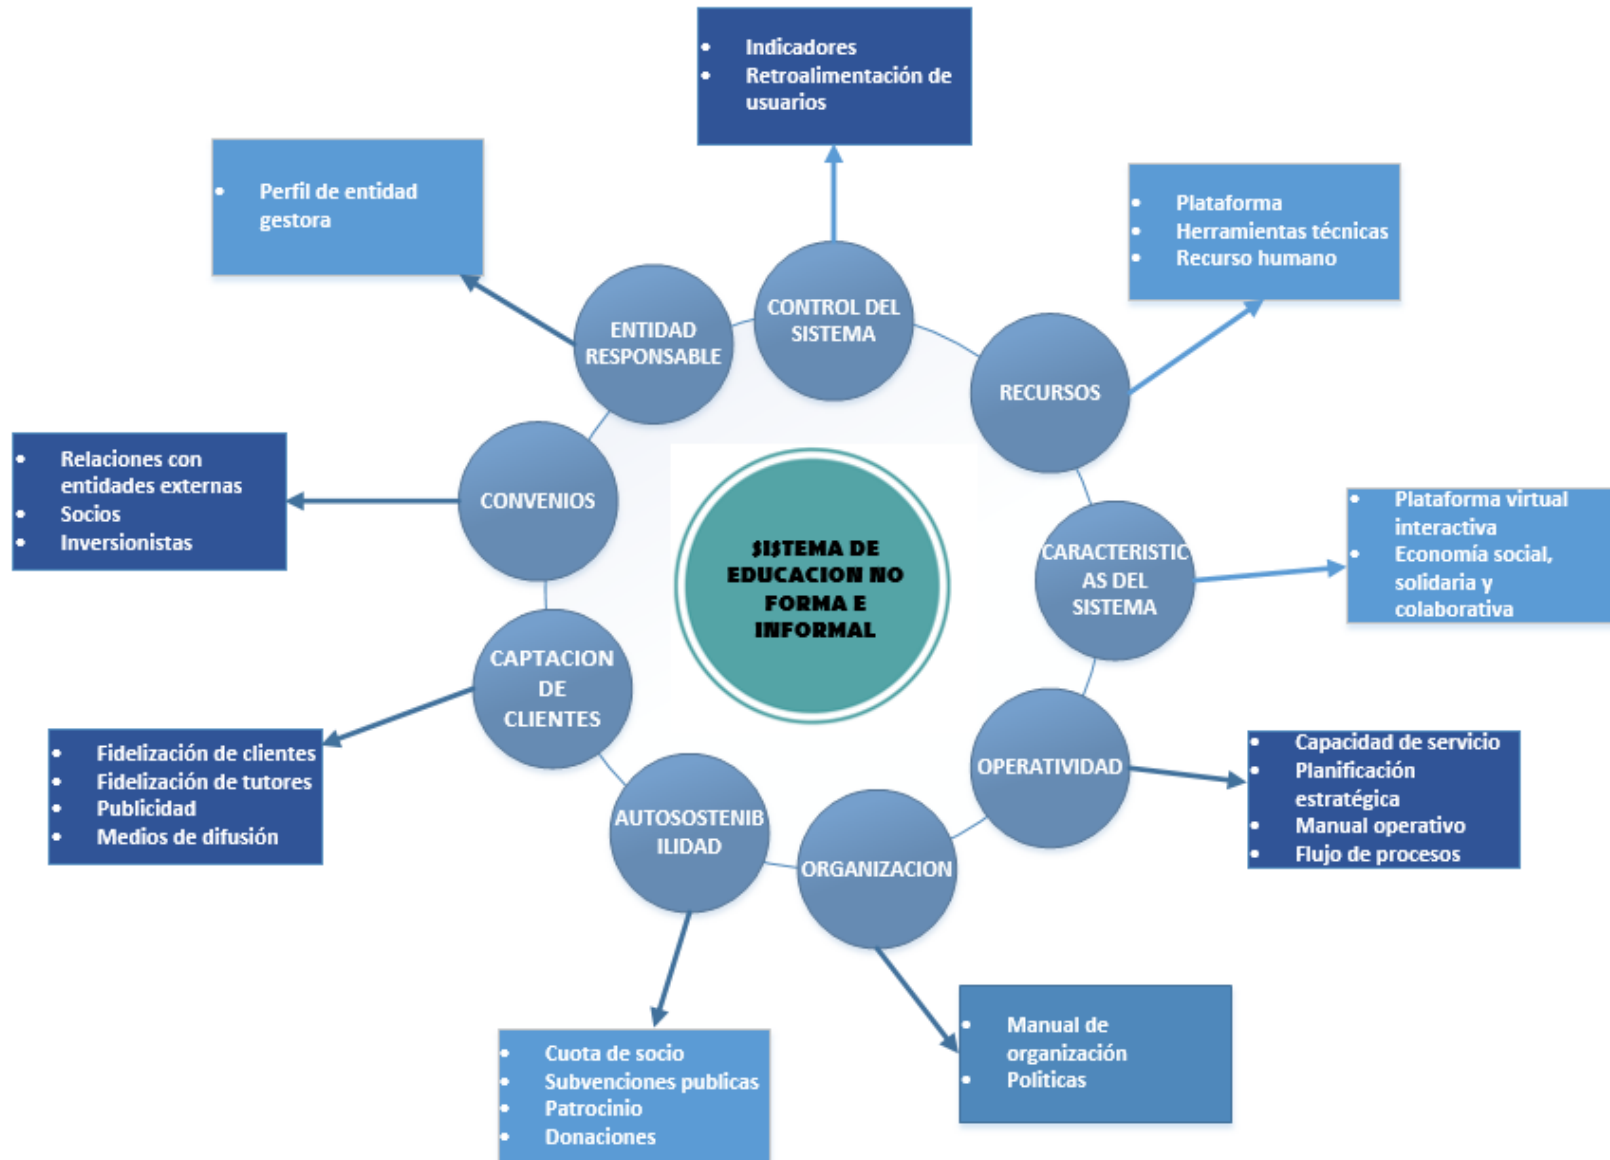 • Indicadores
• Retroalimentación de
usuarios
• Perfil de entidad
gestora
• Plataforma
• Herramientas técnicas
• Recurso humano
CONTROL DEL
SISTEMA
ENTIDAD
RESPONSABLE
RECURSOS
• Relaciones con
entidades externas
• Socios
• Inversionistas
CONVENIOS
• Plataforma virtual
interactiva
• Economía social,
solidaria y
colaborativa
CARACTERISTIC
AS DEL
SISTEMA
SISTEMA DE
EDUCACION NO
FORMA E
INFORMAL
CAPTACION
DE
CLIENTES
• Fidelización de clientes
• Fidelización de tutores
• Publicidad
• Medios de difusión
OPERATIVIDAD
• Capacidad de servicio
• Planificación
estratégica
• Manual operativo
• Flujo de procesos
AUTOSOSTENIB
ILIDAD
ORGANIZACION
• Cuota de socio
• Subvenciones publicas
• Patrocinio
• Donaciones
• Manual de
organización
• Politicas